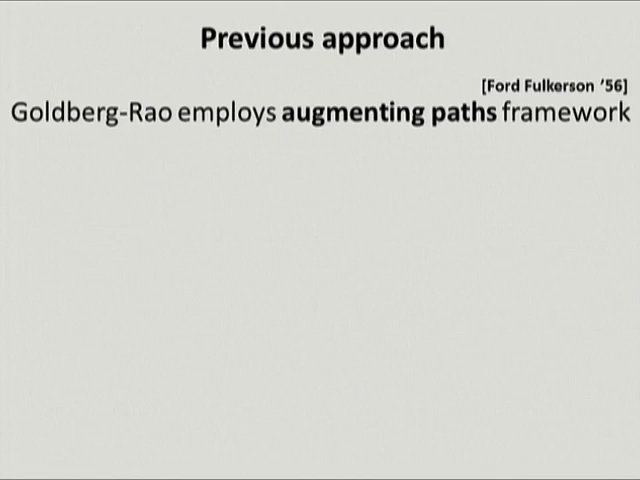 Previous approach
[Ford Fulkerson ’56]
Goldberg-Rao employs augmenting paths framework